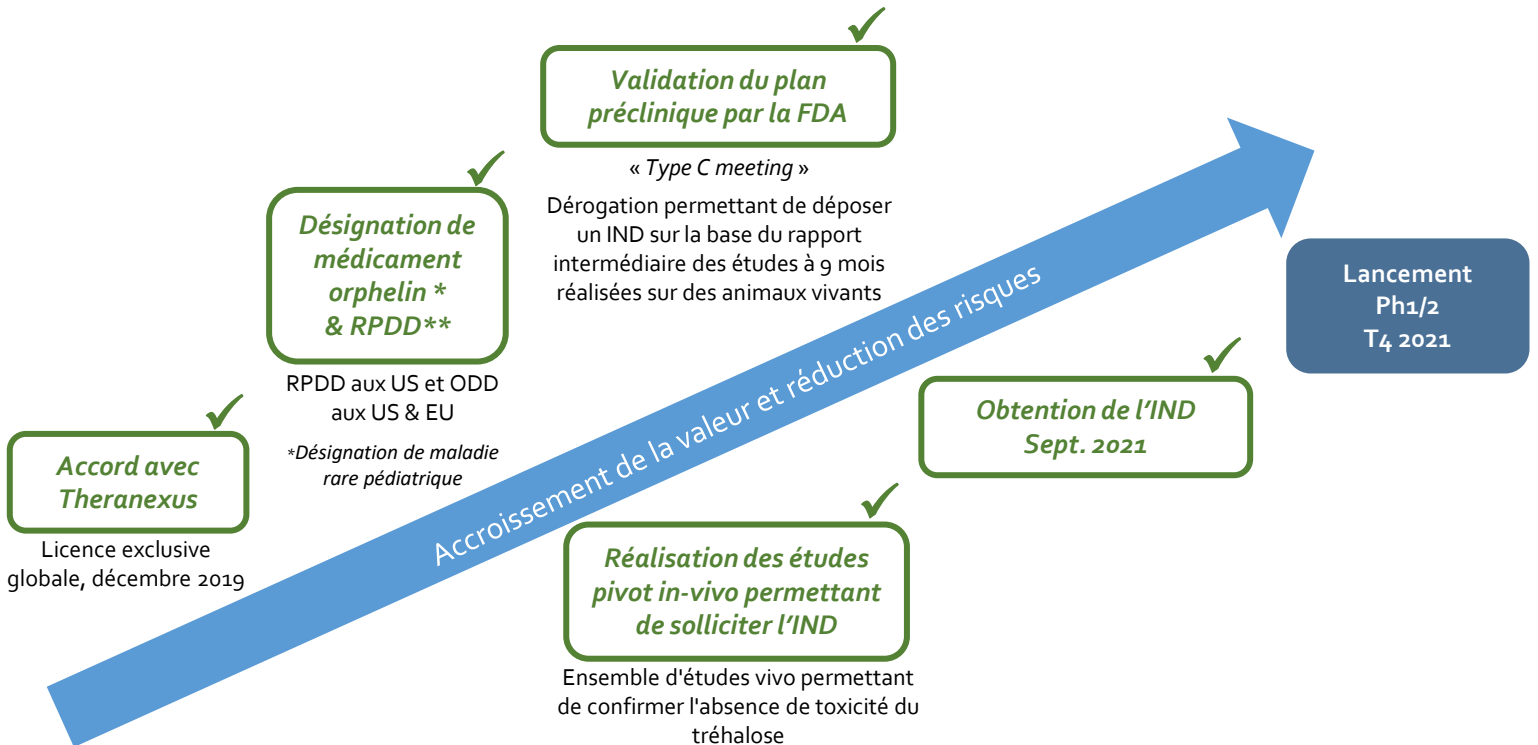 Validation du plan
préclinique par la FDA
« Type C meeting »
Dérogation permettant de déposer
un IND sur la base du rapport
intermédiaire des études à 9 mois
réalisées sur des animaux vivants
Désignation de
médicament
orphelin *
& RPDD**
RPDD aux US et ODD
aux US & EU
*Désignation de maladie
rare pédiatrique
Accord avec
Theranexus
Licence exclusive
globale, décembre 2019
Accroissement de la valeur et réduction des risques
Lancement
Ph1/2
T4 2021
Obtention de l’IND
Sept. 2021
Réalisation des études
pivot in-vivo permettant
de solliciter l’IND
Ensemble d'études vivo permettant
de confirmer l'absence de toxicité du
tréhalose